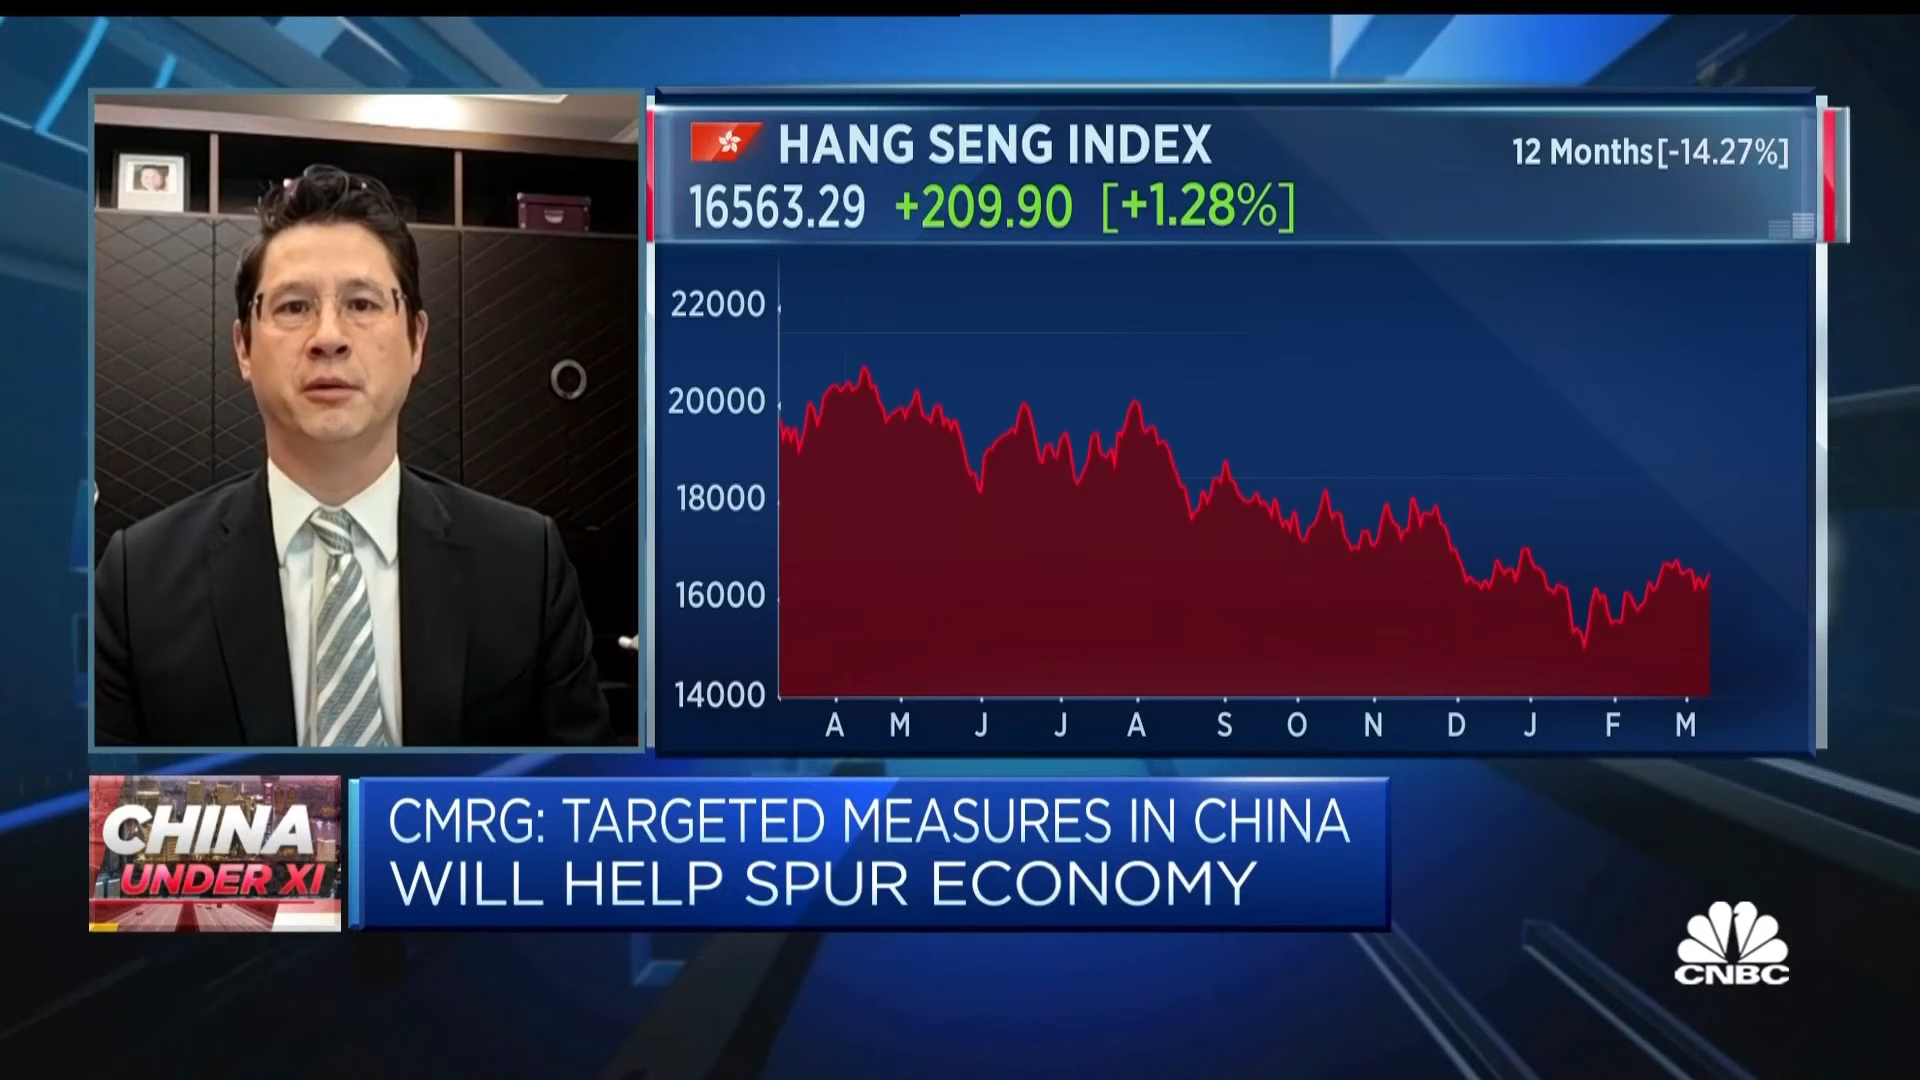 HANG SENG INDEX
12 Months[-14.27%]
16563.29 +209.90 [+1.28%]
22000
20000
18000
16000
14000
A M J J A S O N D J F M
CHINA
UNDER XI
CMRG: TARGETED MEASURES IN CHINA
WILL HELP SPUR ECONOMY
CNBC